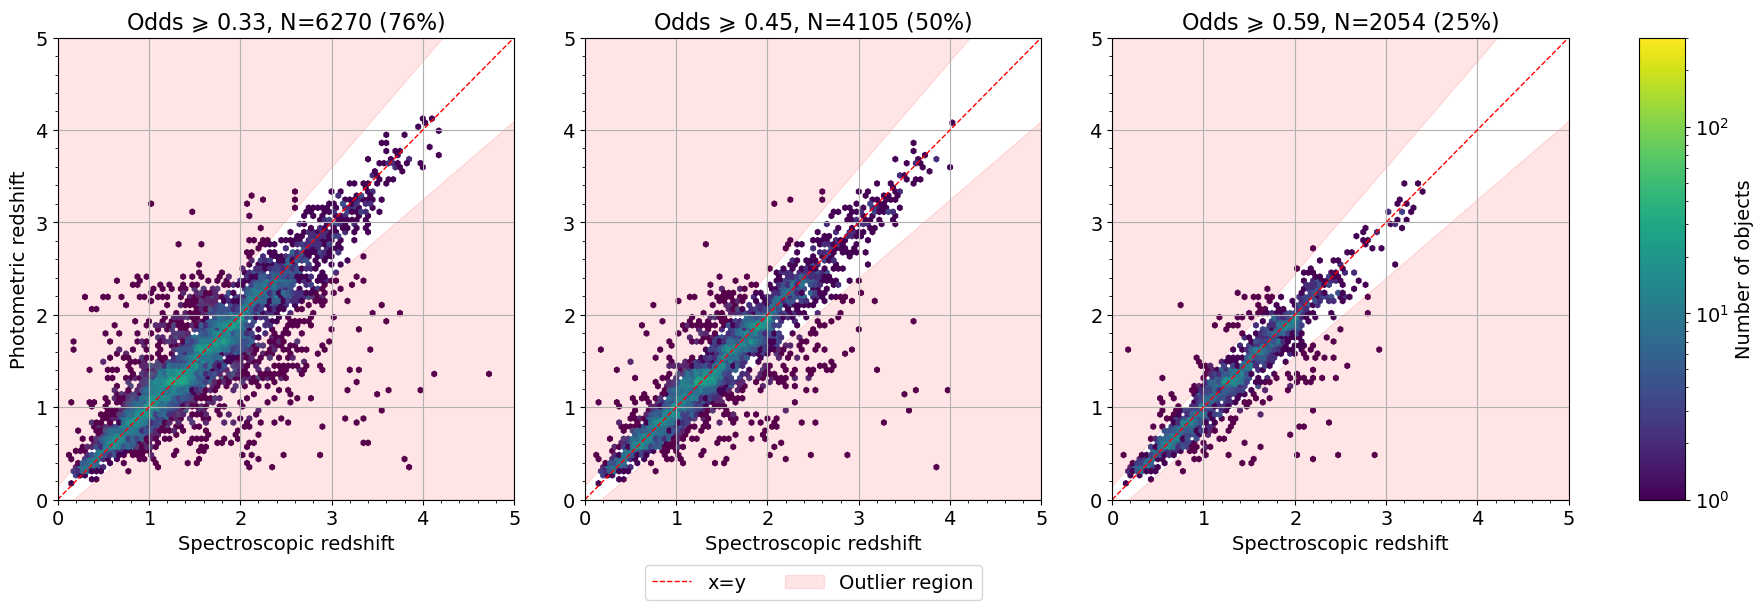 Odds ⩾ 0.33, N=6270 (76%)
Odds ⩾ 0.45, N=4105 (50%)
Odds ⩾ 0.59, N=2054 (25%)
Photometric redshift
5
4
3
2
1
0
0 1 2 3 4 5
Spectroscopic redshift
5
4
3
2
1
0
0 1 2 3 4 5
Spectroscopic redshift
5
4
3
2
1
0
0 1 2 3 4 5
Spectroscopic redshift
10²
10¹
10⁰
Number of objects
x=y
Outlier region